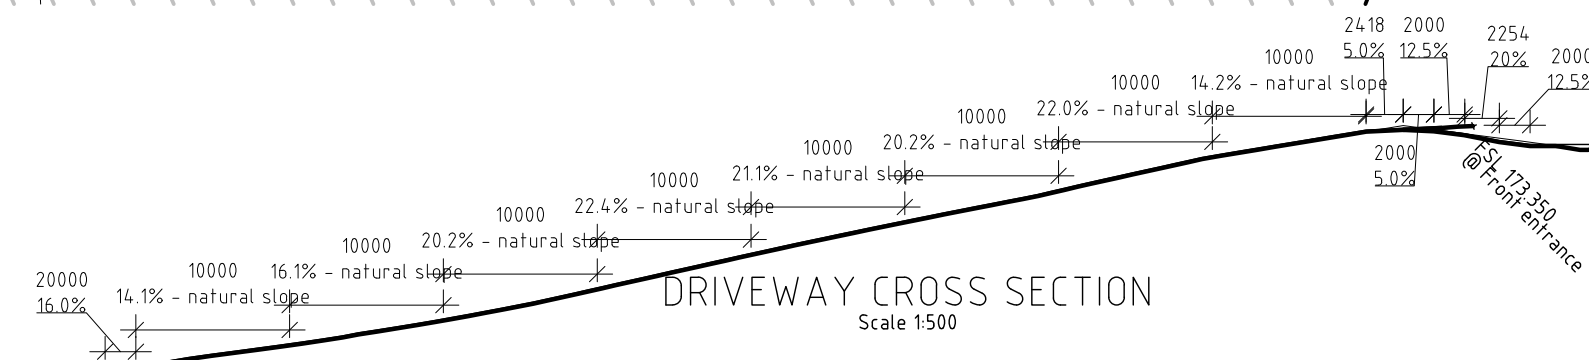 20000
16.0%
10000
14.1% - natural slope
10000
16.1% - natural slope
10000
20.2% - natural slope
10000
22.4% - natural slope
10000
21.1% - natural slope
10000
20.2% - natural slope
10000
22.0% - natural slope
10000
14.2% - natural slope
2418
5.0%
2000
12.5%
2254
20%
2000
12.5%
2000
5.0%
FSL 173.350
@ Front entrance
DRIVEWAY CROSS SECTION
Scale 1:500